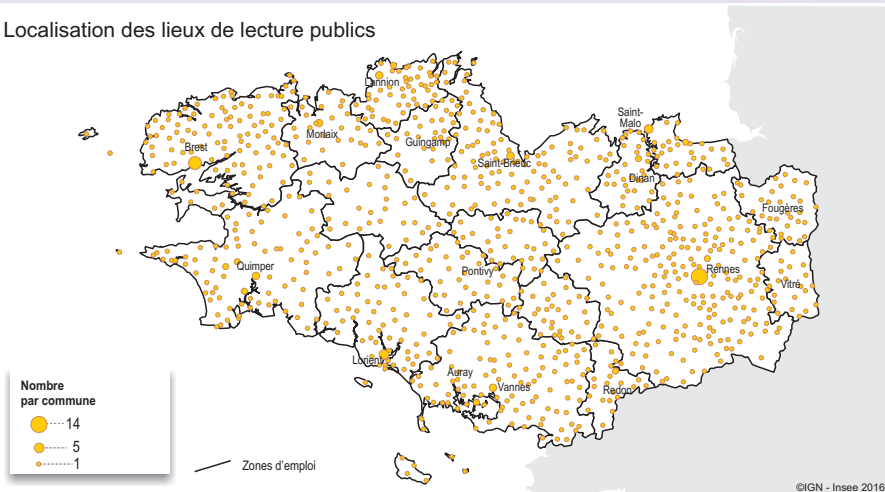 Localisation des lieux de lecture publics
Lannion
Saint-
Malo
Morlaix
Guingamp
Brest
Saint-Brieuc
Dinan
Fougères
Quimper
Pontivy
Rennes
Vitré
Lorient
Auray
Vannes
Redon
Nombre
par commune
14
5
1
Zones d'emploi
©IGN - Insee 2016